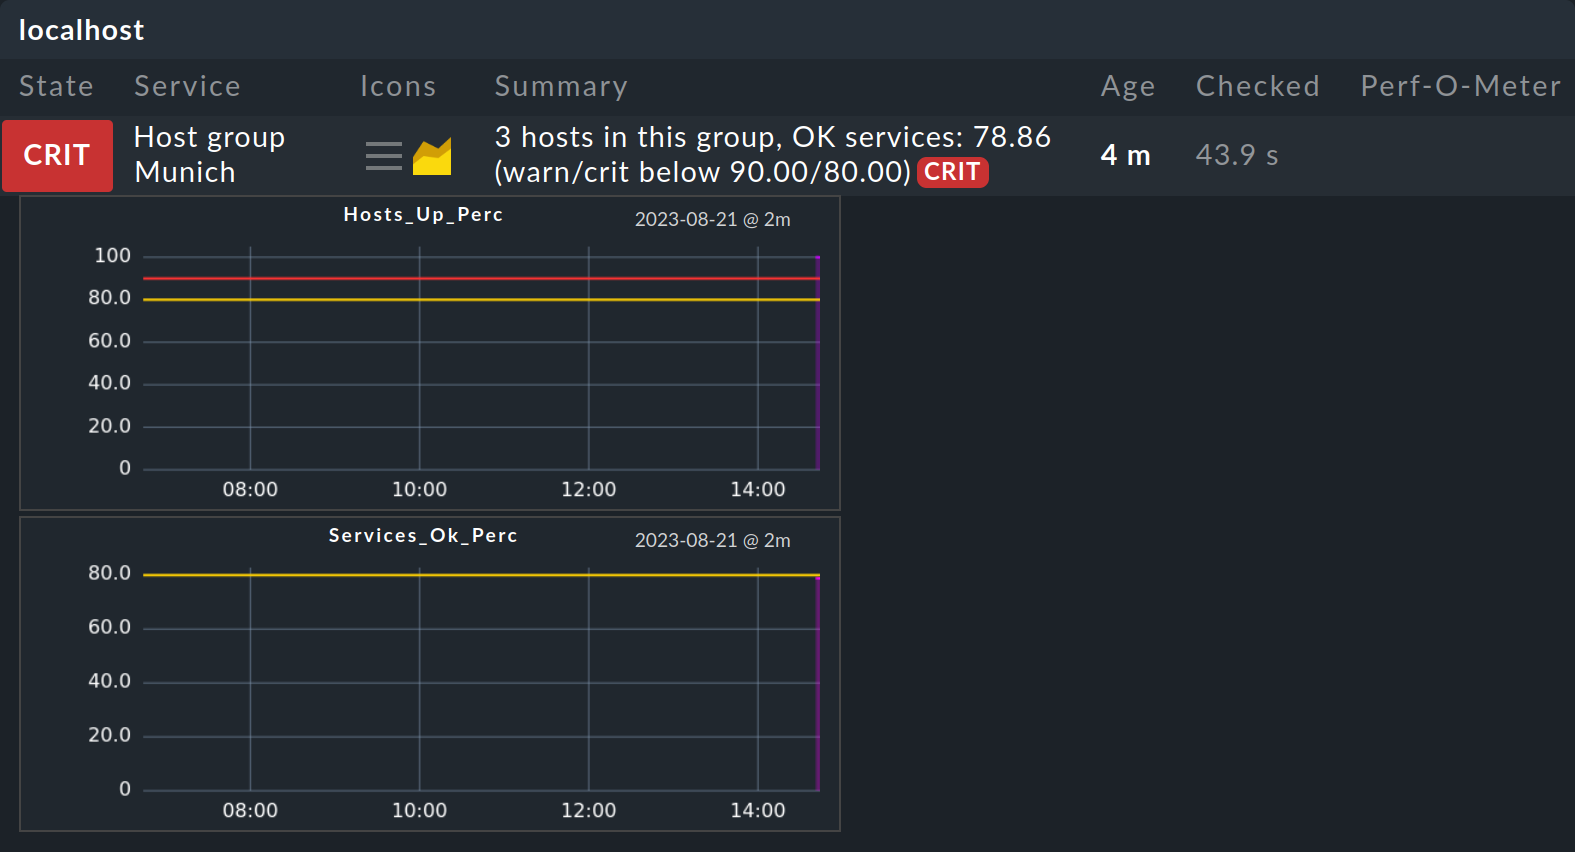 localhost
State Service Icons Summary Age Checked Perf-O-Meter
CRIT Host group Munich 3 hosts in this group, OK services: 78.86 (warn/crit below 90.00/80.00) CRIT 4 m 43.9 s
Hosts_Up_Perc 2023-08-21 @ 2m
100
80.0
60.0
40.0
20.0
0
08:00 10:00 12:00 14:00
Services_Ok_Perc 2023-08-21 @ 2m
80.0
60.0
40.0
20.0
0
08:00 10:00 12:00 14:00